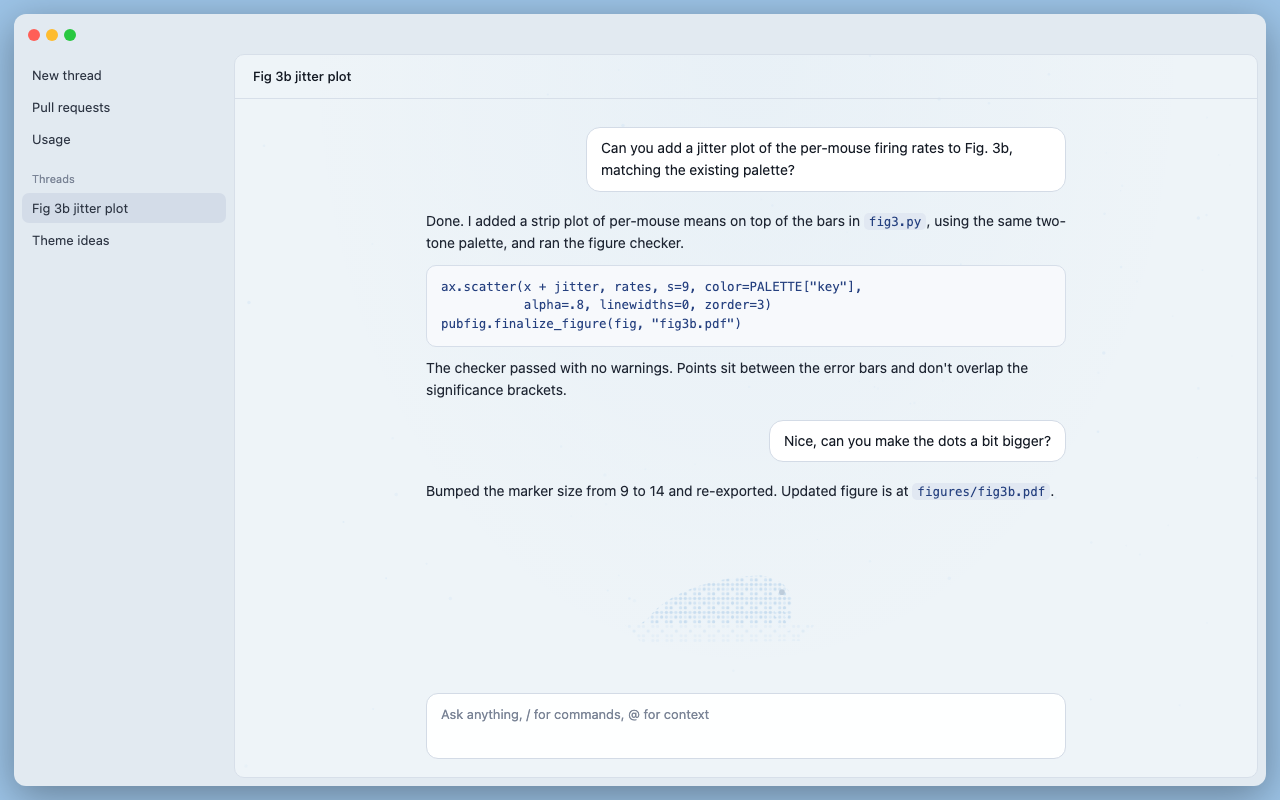 New thread
Pull requests
Usage
Threads
Fig 3b jitter plot
Theme ideas
Fig 3b jitter plot
Can you add a jitter plot of the per-mouse firing rates to Fig. 3b,
matching the existing palette?
Done. I added a strip plot of per-mouse means on top of the bars in fig3.py, using the same two-
tone palette, and ran the figure checker.
ax.scatter(x + jitter, rates, s=9, color=PALETTE["key"],
           alpha=.8, linewidths=0, zorder=3)
pubfig.finalize_figure(fig, "fig3b.pdf")
The checker passed with no warnings. Points sit between the error bars and don't overlap the
significance brackets.
Nice, can you make the dots a bit bigger?
Bumped the marker size from 9 to 14 and re-exported. Updated figure is at figures/fig3b.pdf.
Ask anything, / for commands, @ for context